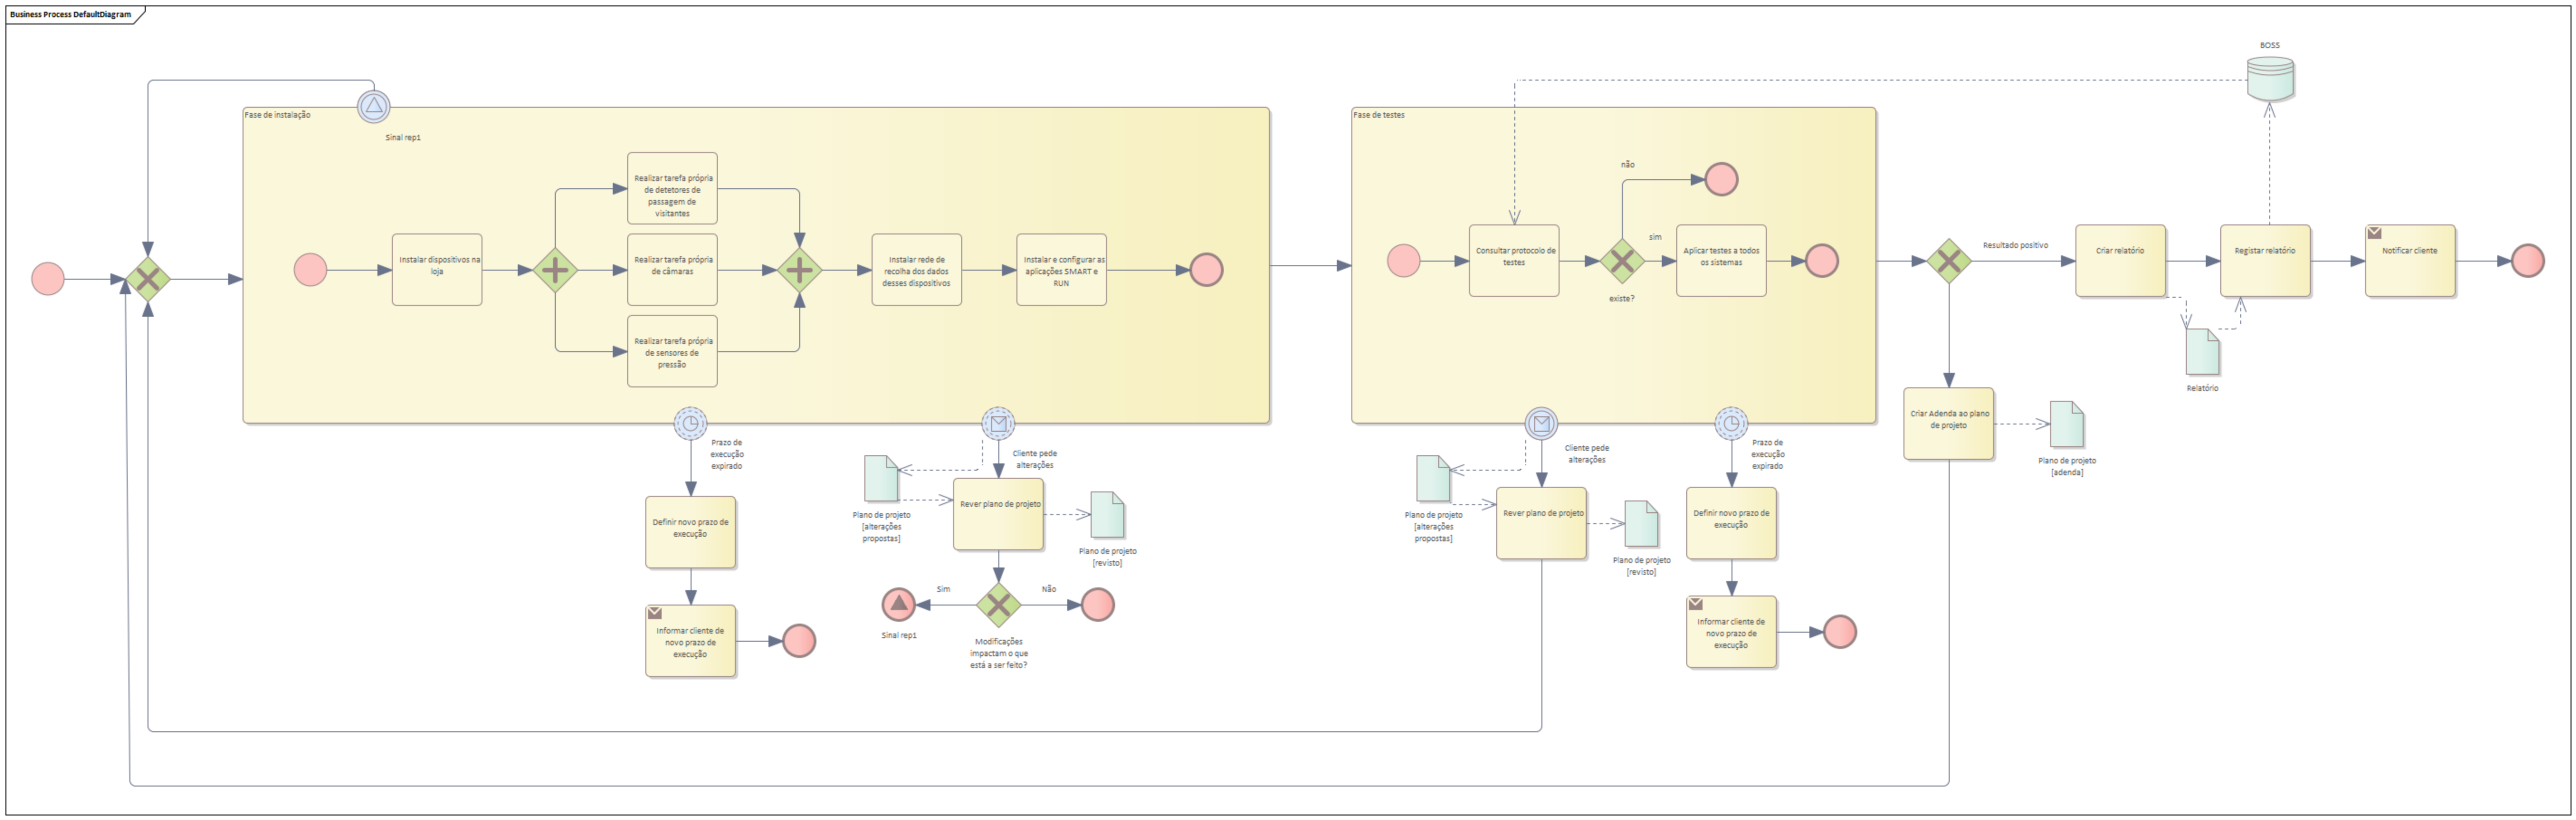 Business Process DefaultDiagram
BOSS
Fase de instalação
Sinal rep1
Fase de testes
Instalar dispositivos na
loja
Realizar tarefa própria
de detetores de
passagem de
visitantes
Realizar tarefa própria
de câmaras
Realizar tarefa própria
de sensores de
pressão
Instalar rede de
recolha dos dados
desses dispositivos
Instalar e configurar as
aplicações SMART e
RUN
Consultar protocolo de
testes
não
sim
existe?
Aplicar testes a todos
os sistemas
Resultado positivo
Criar relatório
Registar relatório
Notificar cliente
Relatório
Criar Adenda ao plano
de projeto
Plano de projeto
[adenda]
Prazo de
execução
expirado
Definir novo prazo de
execução
Informar cliente de
novo prazo de
execução
Cliente pede
alterações
Plano de projeto
[alterações
propostas]
Rever plano de projeto
Plano de projeto
[revisto]
Sim
Não
Sinal rep1
Modificações
impactam o que
está a ser feito?
Cliente pede
alterações
Plano de projeto
[alterações
propostas]
Rever plano de projeto
Plano de projeto
[revisto]
Prazo de
execução
expirado
Definir novo prazo de
execução
Informar cliente de
novo prazo de
execução